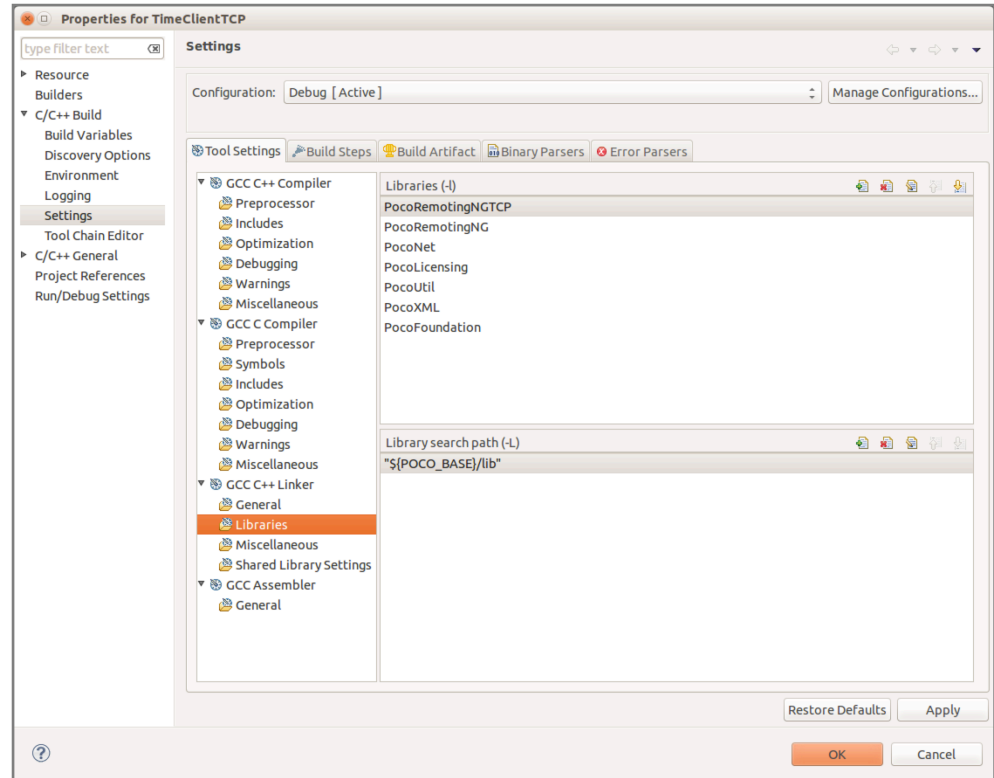 Properties for TimeClientTCP
type filter text
Resource
Builders
C/C++ Build
Build Variables
Discovery Options
Environment
Logging
Settings
Tool Chain Editor
C/C++ General
Project References
Run/Debug Settings
Settings
Configuration: Debug [ Active ] Manage Configurations...
Tool Settings Build Steps Build Artifact Binary Parsers Error Parsers
GCC C++ Compiler
Preprocessor
Includes
Optimization
Debugging
Warnings
Miscellaneous
GCC C Compiler
Preprocessor
Symbols
Includes
Optimization
Debugging
Warnings
Miscellaneous
GCC C++ Linker
General
Libraries
Miscellaneous
Shared Library Settings
GCC Assembler
General
Libraries (-l)
PocoRemotingNGTCP
PocoRemotingNG
PocoNet
PocoLicensing
PocoUtil
PocoXML
PocoFoundation
Library search path (-L)
"${POCO_BASE}/lib"
Restore Defaults Apply
? OK Cancel